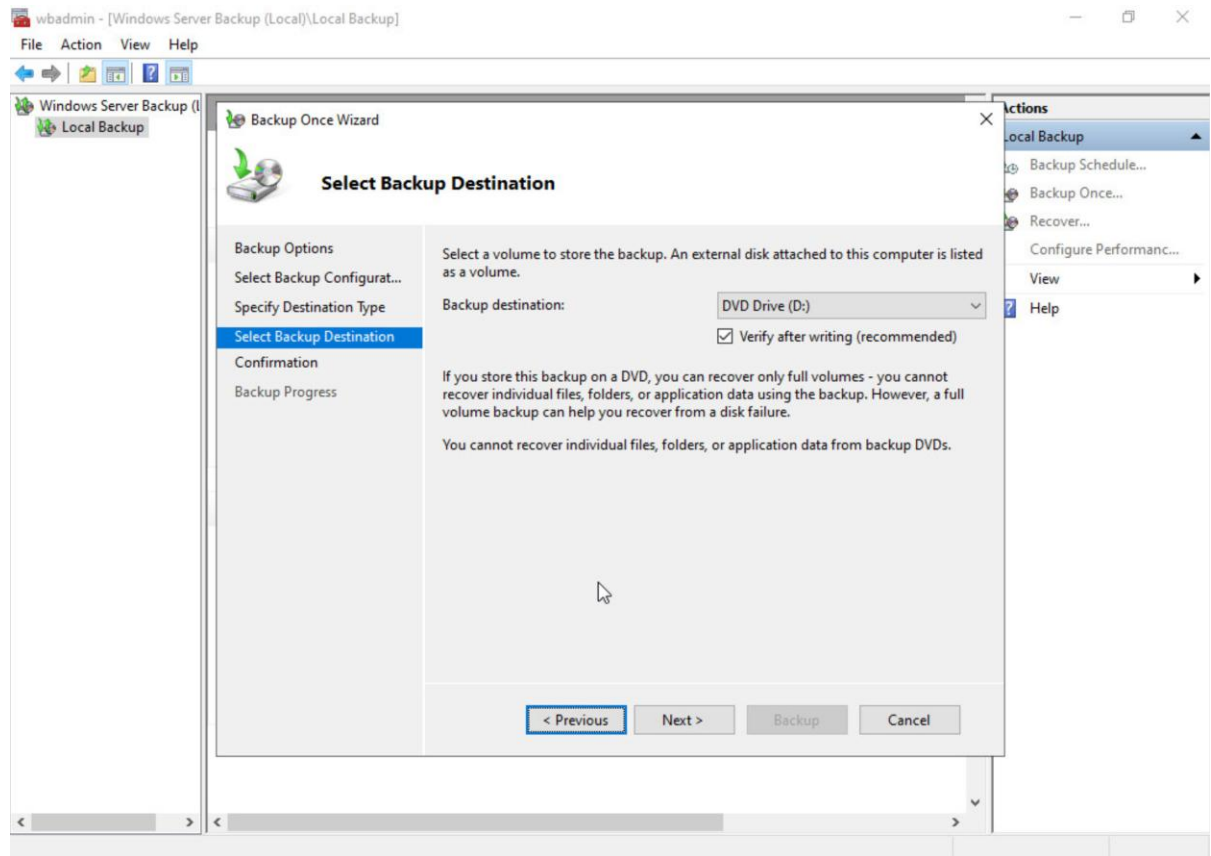 wbadmin - [Windows Server Backup (Local)\Local Backup]
File Action View Help
Windows Server Backup (L
Local Backup
Backup Once Wizard
Select Backup Destination
Backup Options
Select Backup Configurat...
Specify Destination Type
Select Backup Destination
Confirmation
Backup Progress
Select a volume to store the backup. An external disk attached to this computer is listed
as a volume.
Backup destination:
DVD Drive (D:)
Verify after writing (recommended)
If you store this backup on a DVD, you can recover only full volumes - you cannot
recover individual files, folders, or application data using the backup. However, a full
volume backup can help you recover from a disk failure.
You cannot recover individual files, folders, or application data from backup DVDs.
< Previous
Next >
Backup
Cancel
Actions
Local Backup
Backup Schedule...
Backup Once...
Recover...
Configure Performanc...
View
Help